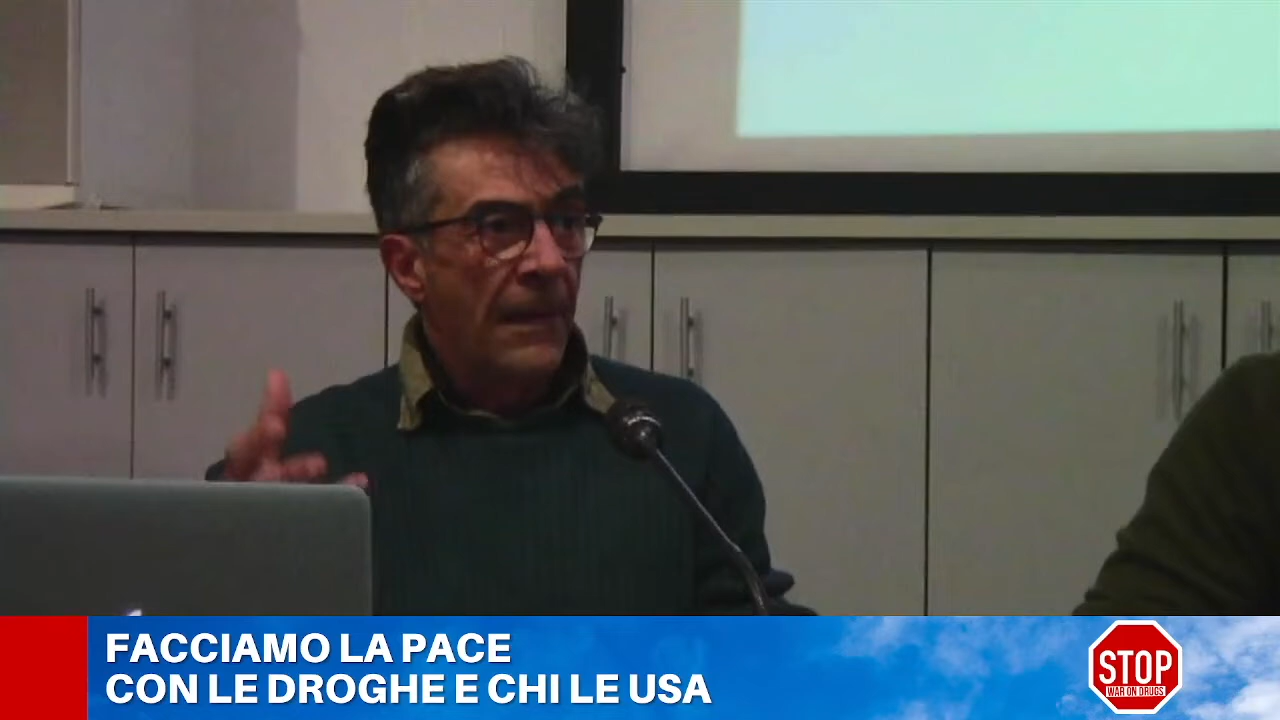 FACCIAMO LA PACE
CON LE DROGHE E CHI LE USA
STOP
WAR ON DRUGS